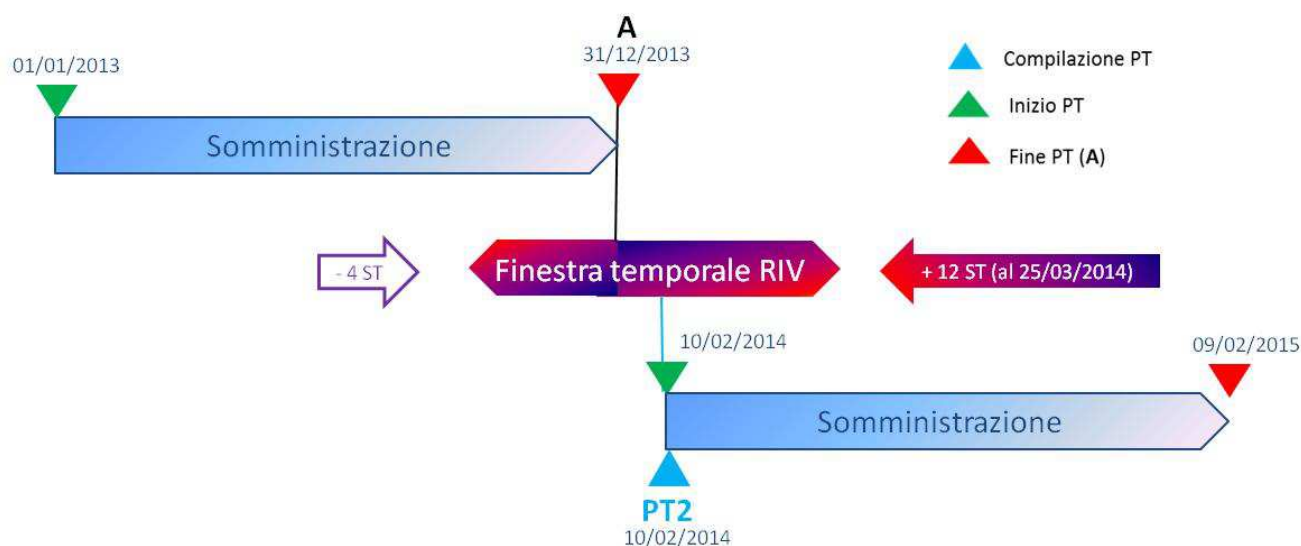 A
01/01/2013
31/12/2013
Compilazione PT
Inizio PT
Fine PT (A)
Somministrazione
- 4 ST
Finestra temporale RIV
+ 12 ST (al 25/03/2014)
10/02/2014
09/02/2015
Somministrazione
PT2
10/02/2014